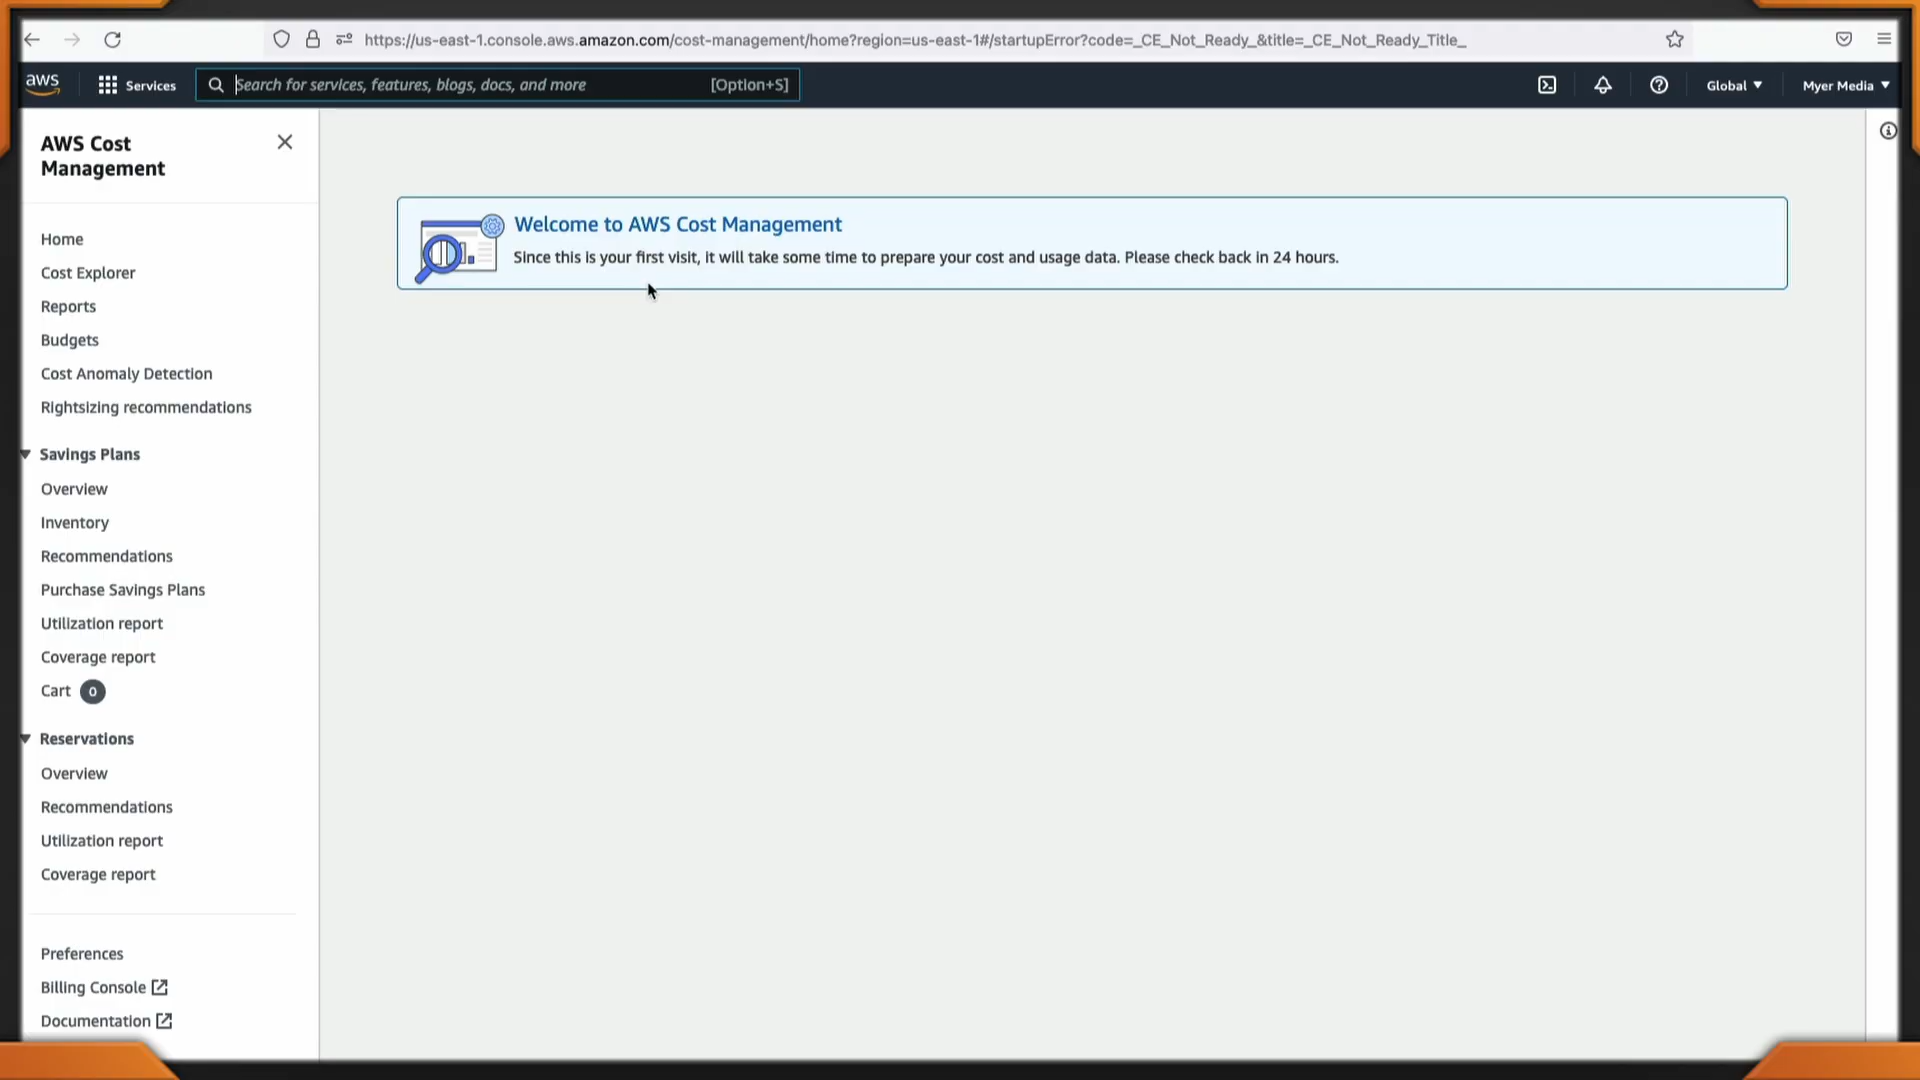 https://us-east-1.console.aws.amazon.com/cost-management/home?region=us-east-1#/startupError?code=_CE_Not_Ready_&title=_CE_Not_Ready_Title_
aws
Services
Search for services, features, blogs, docs, and more
[Option+S]
Global
Myer Media
AWS Cost
Management
Home
Cost Explorer
Reports
Budgets
Cost Anomaly Detection
Rightsizing recommendations
Savings Plans
Overview
Inventory
Recommendations
Purchase Savings Plans
Utilization report
Coverage report
Cart 0
Reservations
Overview
Recommendations
Utilization report
Coverage report
Preferences
Billing Console
Documentation
Welcome to AWS Cost Management
Since this is your first visit, it will take some time to prepare your cost and usage data. Please check back in 24 hours.